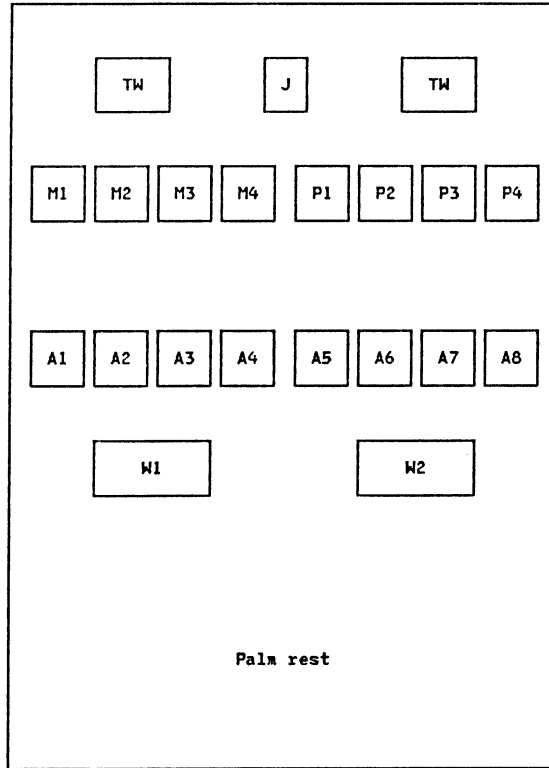 TW J TW
M1 M2 M3 M4 P1 P2 P3 P4
A1 A2 A3 A4 A5 A6 A7 A8
W1 W2
Palm rest